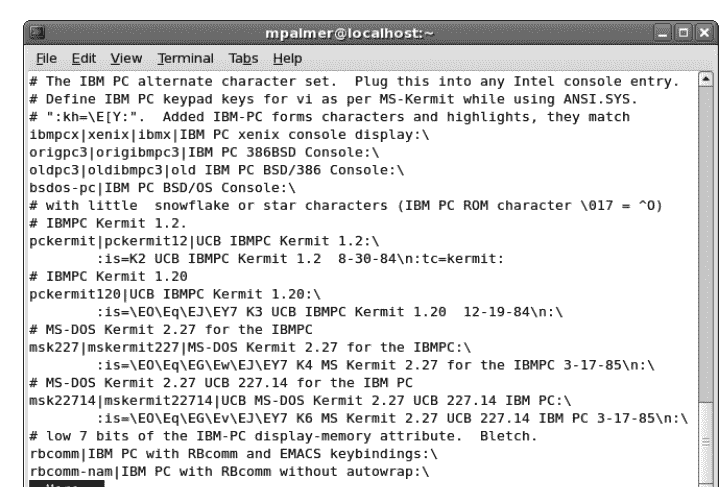 mpalmer@localhost:~
File Edit View Terminal Tabs Help
# The IBM PC alternate character set.  Plug this into any Intel console entry.
# Define IBM PC keypad keys for vi as per MS-Kermit while using ANSI.SYS.
# ":kh=\E[Y:".  Added IBM-PC forms characters and highlights, they match
ibmpcx|xenix|ibmx|IBM PC xenix console display:\
origpc3|origibmpc3|IBM PC 386BSD Console:\
oldpc3|oldibmpc3|old IBM PC BSD/386 Console:\
bsdos-pc|IBM PC BSD/OS Console:\
# with little  snowflake or star characters (IBM PC ROM character \017 = ^O)
# IBMPC Kermit 1.2.
pckermit|pckermit12|UCB IBMPC Kermit 1.2:\
        :is=K2 UCB IBMPC Kermit 1.2  8-30-84\n:tc=kermit:
# IBMPC Kermit 1.20
pckermit120|UCB IBMPC Kermit 1.20:\
        :is=\EO\Eq\EJ\EY7 K3 UCB IBMPC Kermit 1.20  12-19-84\n:\
# MS-DOS Kermit 2.27 for the IBMPC
msk227|mskermit227|MS-DOS Kermit 2.27 for the IBMPC:\
        :is=\EO\Eq\EG\Ew\EJ\EY7 K4 MS Kermit 2.27 for the IBMPC 3-17-85\n:\
# MS-DOS Kermit 2.27 UCB 227.14 for the IBM PC
msk22714|mskermit22714|UCB MS-DOS Kermit 2.27 UCB 227.14 IBM PC:\
        :is=\EO\Eq\EG\Ev\EJ\EY7 K6 MS Kermit 2.27 UCB 227.14 IBM PC 3-17-85\n:\
# low 7 bits of the IBM-PC display-memory attribute.  Bletch.
rbcomm|IBM PC with RBcomm and EMACS keybindings:\
rbcomm-nam|IBM PC with RBcomm without autowrap:\